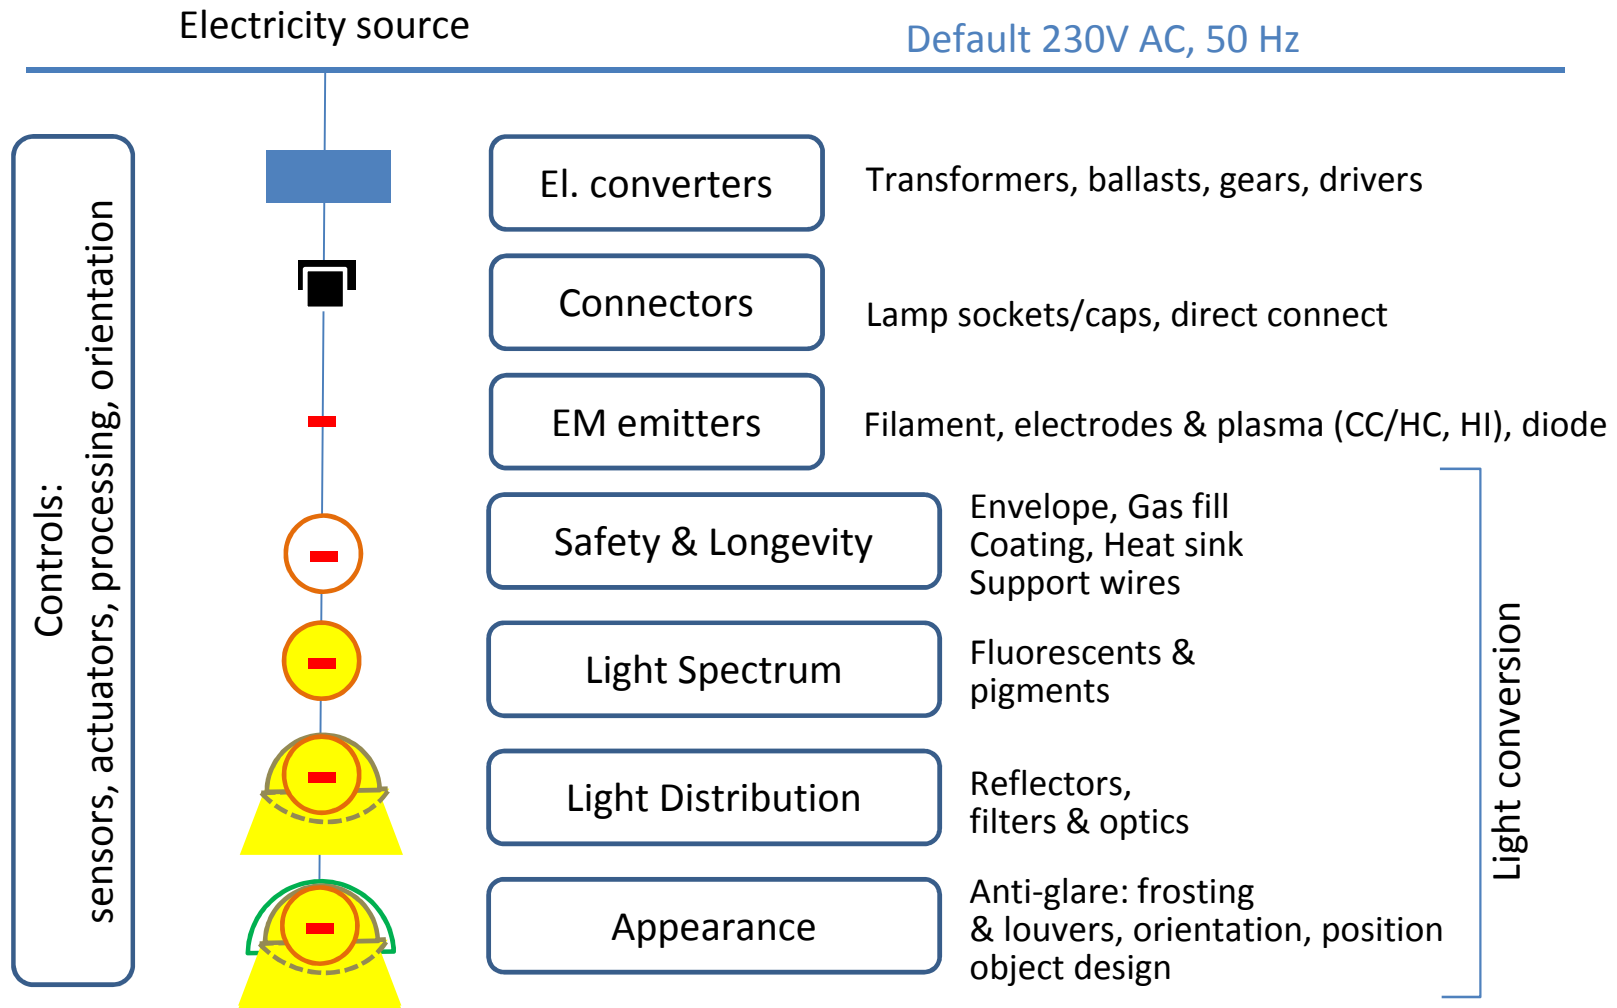 Electricity source
Default 230V AC, 50 Hz
Controls:
sensors, actuators, processing, orientation
El. converters
Transformers, ballasts, gears, drivers
Connectors
Lamp sockets/caps, direct connect
EM emitters
Filament, electrodes & plasma (CC/HC, HI), diode
Safety & Longevity
Envelope, Gas fill
Coating, Heat sink
Support wires
Light Spectrum
Fluorescents &
pigments
Light Distribution
Reflectors,
filters & optics
Appearance
Anti-glare: frosting
& louvers, orientation, position
object design
Light conversion